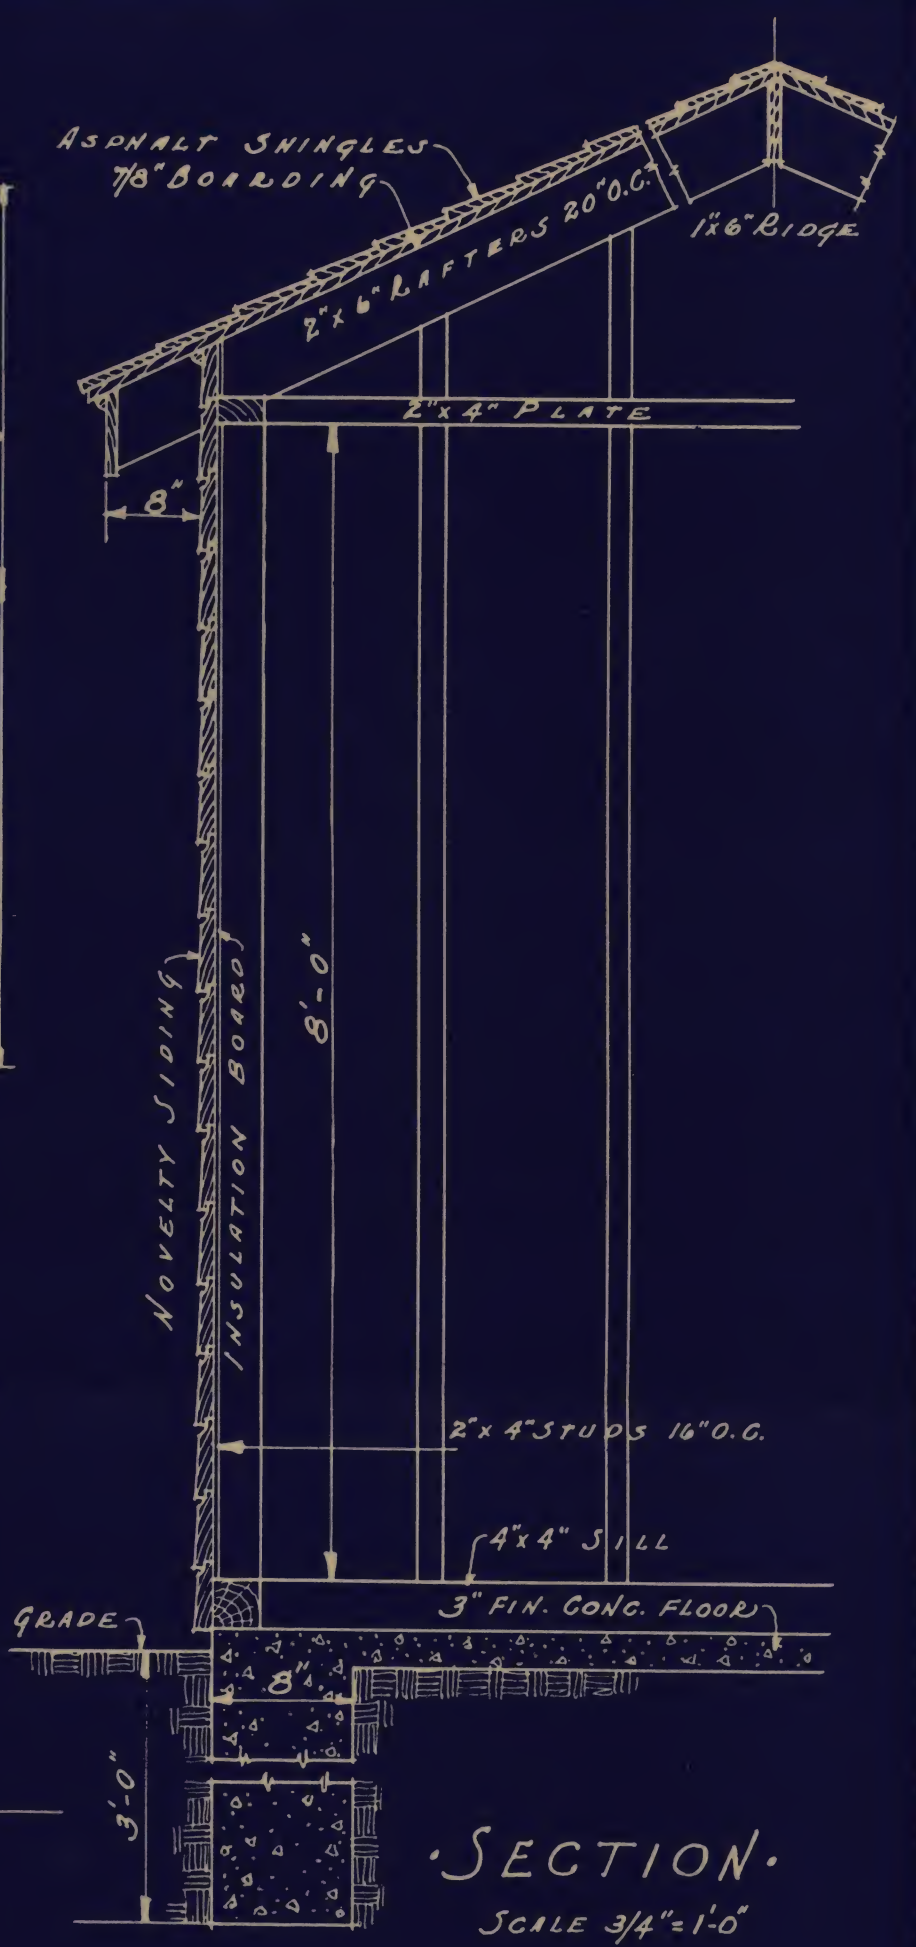 ASPHALT SHINGLES
7/8" BOARDING
2" x 6" RAFTERS 20" O.C.
1"x6" RIDGE
2" x 4" PLATE
8"
NOVELTY SIDING
INSULATION BOARD
8'-0"
2" x 4" STUDS 16" O.C.
4" x 4" SILL
3" FIN. CONC. FLOOR
GRADE
8"
3'-0"
·SECTION·
SCALE 3/4" = 1'-0"